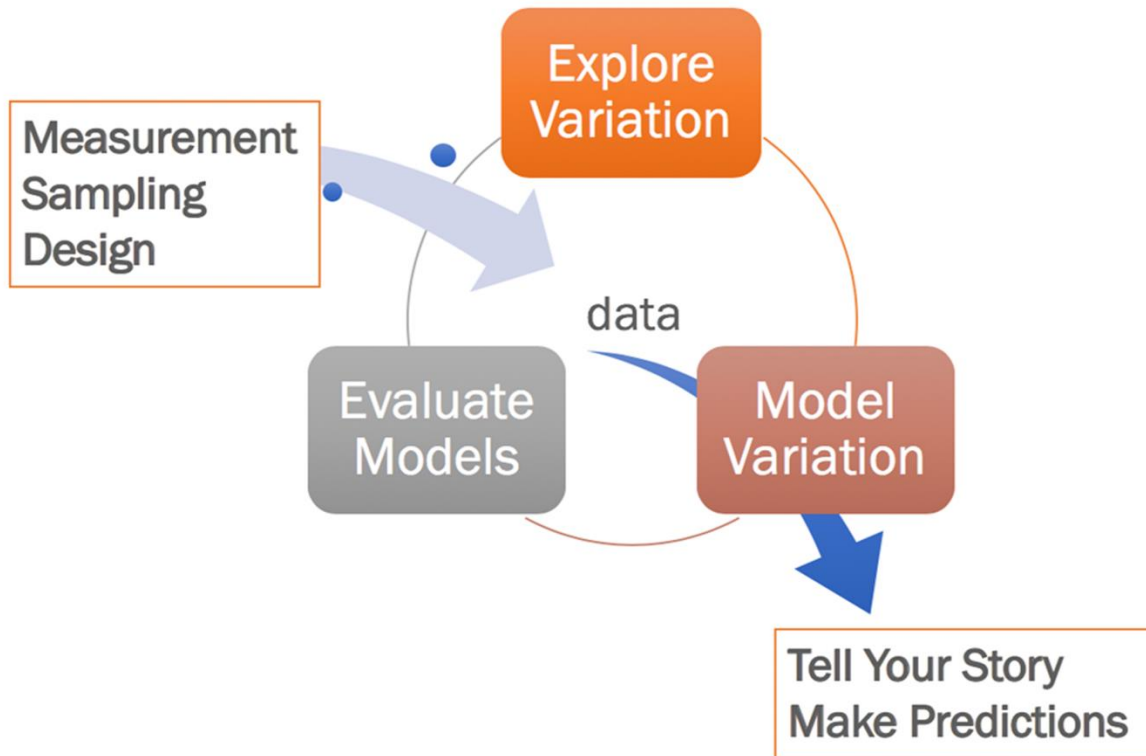 Explore
Variation
Measurement
Sampling
Design
data
Evaluate
Models
Model
Variation
Tell Your Story
Make Predictions